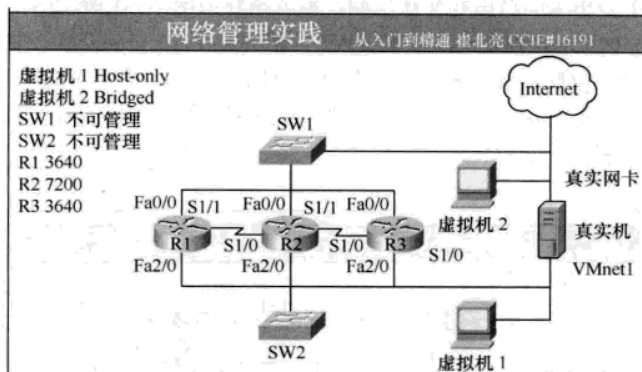 网络管理实践 从入门到精通 崔北亮 CCIE#16191
虚拟机 1 Host-only
虚拟机 2 Bridged
SW1 不可管理
SW2 不可管理
R1 3640
R2 7200
R3 3640
Internet
SW1
真实网卡
Fa0/0
S1/1
Fa0/0
S1/1
Fa0/0
虚拟机 2
真实机
R1
S1/0
R2
S1/0
R3
S1/0
VMnet1
Fa2/0
Fa2/0
Fa2/0
SW2
虚拟机 1